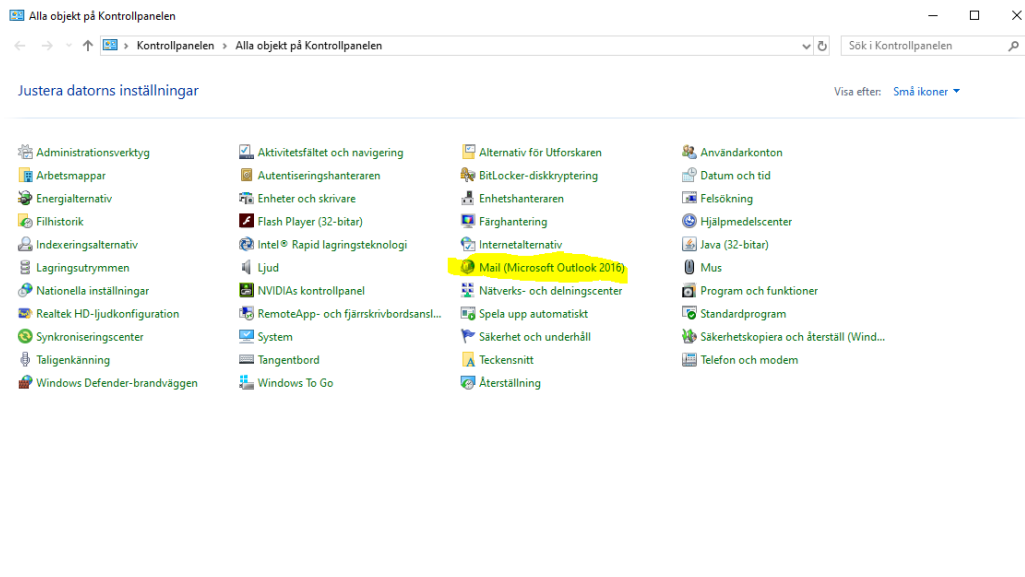 Alla objekt på Kontrollpanelen
Kontrollpanelen › Alla objekt på Kontrollpanelen
Sök i Kontrollpanelen
Justera datorns inställningar
Visa efter: Små ikoner
Administrationsverktyg
Aktivitetsfältet och navigering
Alternativ för Utforskaren
Användarkonton
Arbetsmappar
Autentiseringshanteraren
BitLocker-diskkryptering
Datum och tid
Energialternativ
Enheter och skrivare
Enhetshanteraren
Felsökning
Filhistorik
Flash Player (32-bitar)
Färghantering
Hjälpmedelscenter
Indexeringsalternativ
Intel® Rapid lagringsteknologi
Internetalternativ
Java (32-bitar)
Lagringsutrymmen
Ljud
Mail (Microsoft Outlook 2016)
Mus
Nationella inställningar
NVIDIAs kontrollpanel
Nätverks- och delningscenter
Program och funktioner
Realtek HD-ljudkonfiguration
RemoteApp- och fjärrskrivbordsansl...
Spela upp automatiskt
Standardprogram
Synkroniseringscenter
System
Säkerhet och underhåll
Säkerhetskopiera och återställ (Wind...
Taligenkänning
Tangentbord
Teckensnitt
Telefon och modem
Windows Defender-brandväggen
Windows To Go
Återställning